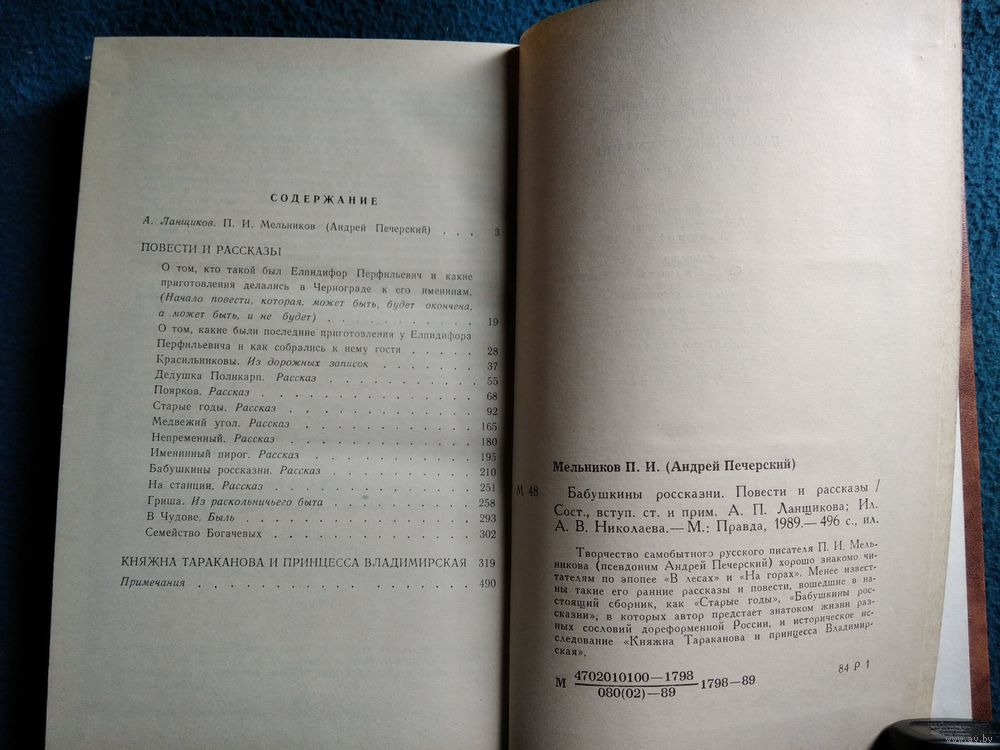 СОДЕРЖАНИЕ
А. Ланщиков. П. И. Мельников (Андрей Печерский) . . . 3
ПОВЕСТИ И РАССКАЗЫ
О том, кто такой был Елпидифор Перфильевич и какие
приготовления делались в Чернограде к его именинам.
(Начало повести, которая, может быть, будет окончена,
а может быть, и не будет) . . . . . . . . . 19
О том, какие были последние приготовления у Елпидифора
Перфильевича и как собрались к нему гости . . . . . 28
Красильниковы. Из дорожных записок . . . . . . . 37
Дедушка Поликарп. Рассказ . . . . . . . . . . 55
Поярков. Рассказ . . . . . . . . . . . . . 68
Старые годы. Рассказ . . . . . . . . . . . 92
Медвежий угол. Рассказ . . . . . . . . . . . 165
Непременный. Рассказ . . . . . . . . . . . 180
Именинный пирог. Рассказ . . . . . . . . . . 195
Бабушкины россказни. Рассказ . . . . . . . . 210
На станции. Рассказ . . . . . . . . . . . . 251
Гриша. Из раскольничьего быта . . . . . . . . 258
В Чудове. Быль . . . . . . . . . . . . . 293
Семейство Богачевых . . . . . . . . . . . . 302
КНЯЖНА ТАРАКАНОВА И ПРИНЦЕССА ВЛАДИМИРСКАЯ 319
Примечания . . . . . . . . . . . . . . . 490
Мельников П. И. (Андрей Печерский)
М 48 Бабушкины россказни. Повести и рассказы /
Сост., вступ. ст. и прим. А. П. Ланщикова; Ил.
А. В. Николаева.— М.: Правда, 1989.— 496 с., ил.
Творчество самобытного русского писателя П. И. Мель-
никова (псевдоним Андрей Печерский) хорошо знакомо чи-
тателям по эпопее «В лесах» и «На горах». Менее извест-
ны такие его ранние рассказы и повести, вошедшие в на-
стоящий сборник, как «Старые годы», «Бабушкины рос-
сказни», в которых автор предстает знатоком жизни раз-
ных сословий дореформенной России, и историческое ис-
следование «Княжна Тараканова и принцесса Владимир-
ская».
84 Р 1
М 4702010100—1798
080(02)—89
1798—89
www.ay.by